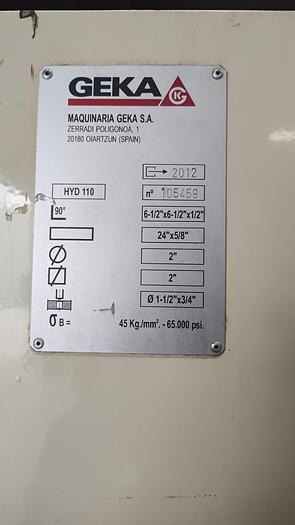 GEKA
GK
MAQUINARIA GEKA S.A.
ZERRADI POLIGONOA, 1
20180 OIARTZUN (SPAIN)
2012
HYD 110 nº 105459
90° 6-1/2"x6-1/2"x1/2"
24"x5/8"
2"
2"
Ø 1-1/2"x3/4"
σ B = 45 Kg./mm². - 65.000 psi.